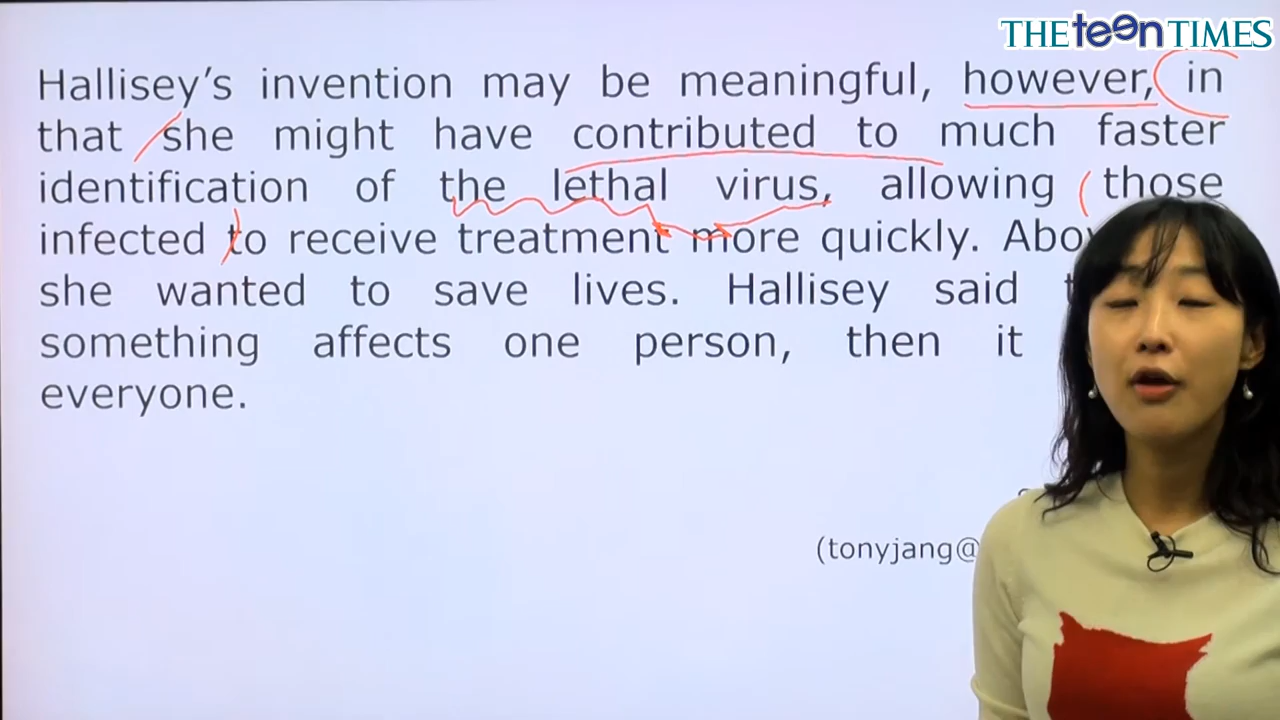 THE teen TIMES
Hallisey's invention may be meaningful, however, in
that she might have contributed to much faster
identification of the lethal virus, allowing those
infected to receive treatment more quickly.
she wanted to save lives. Hallisey said
something affects one person, then it
everyone.
(tonyjang@